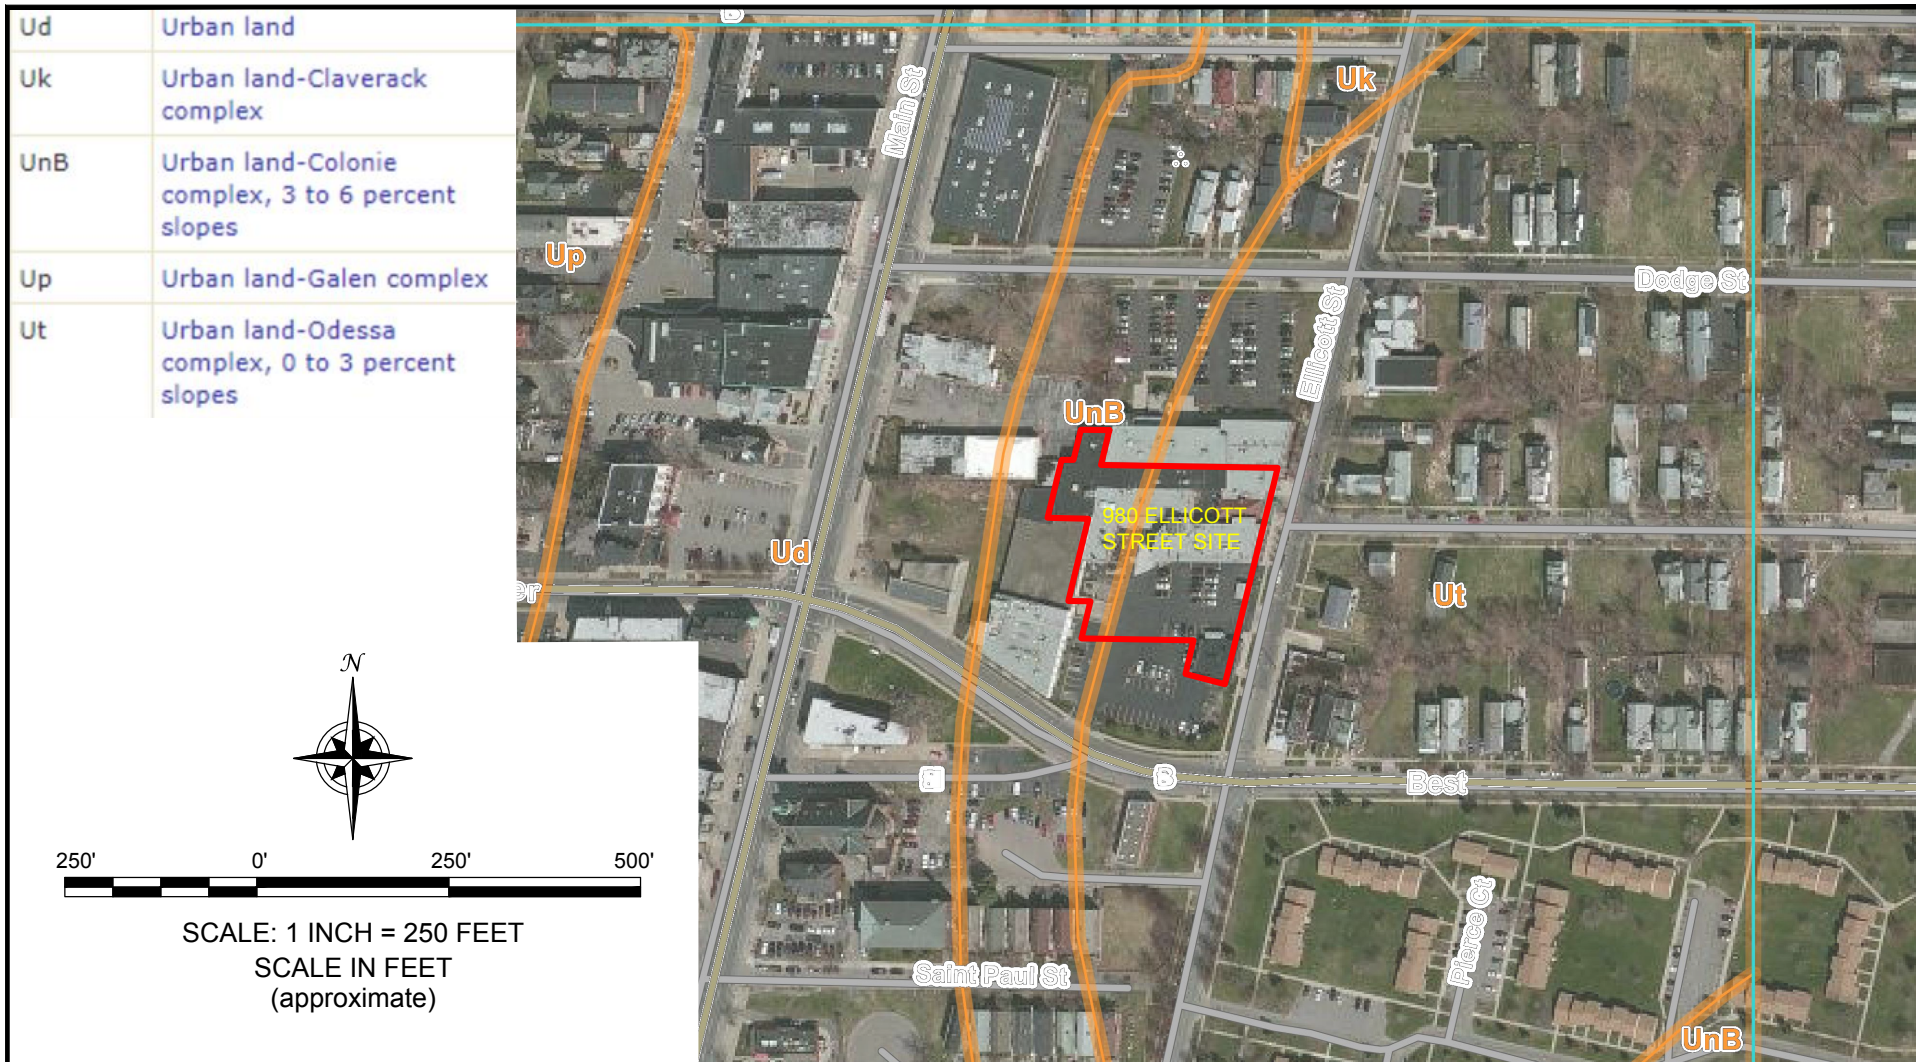 Ud Urban land
Uk Urban land-Claverack
complex
UnB Urban land-Colonie
complex, 3 to 6 percent
slopes
Up Urban land-Galen complex
Ut Urban land-Odessa
complex, 0 to 3 percent
slopes
Main St
Uk
Up
Dodge St
Ellicott St
UnB
980 ELLICOTT
STREET SITE
Ud
er
Ut
B
Best
Pierce Ct
Saint Paul St
UnB
N
250' 0' 250' 500'
SCALE: 1 INCH = 250 FEET
SCALE IN FEET
(approximate)